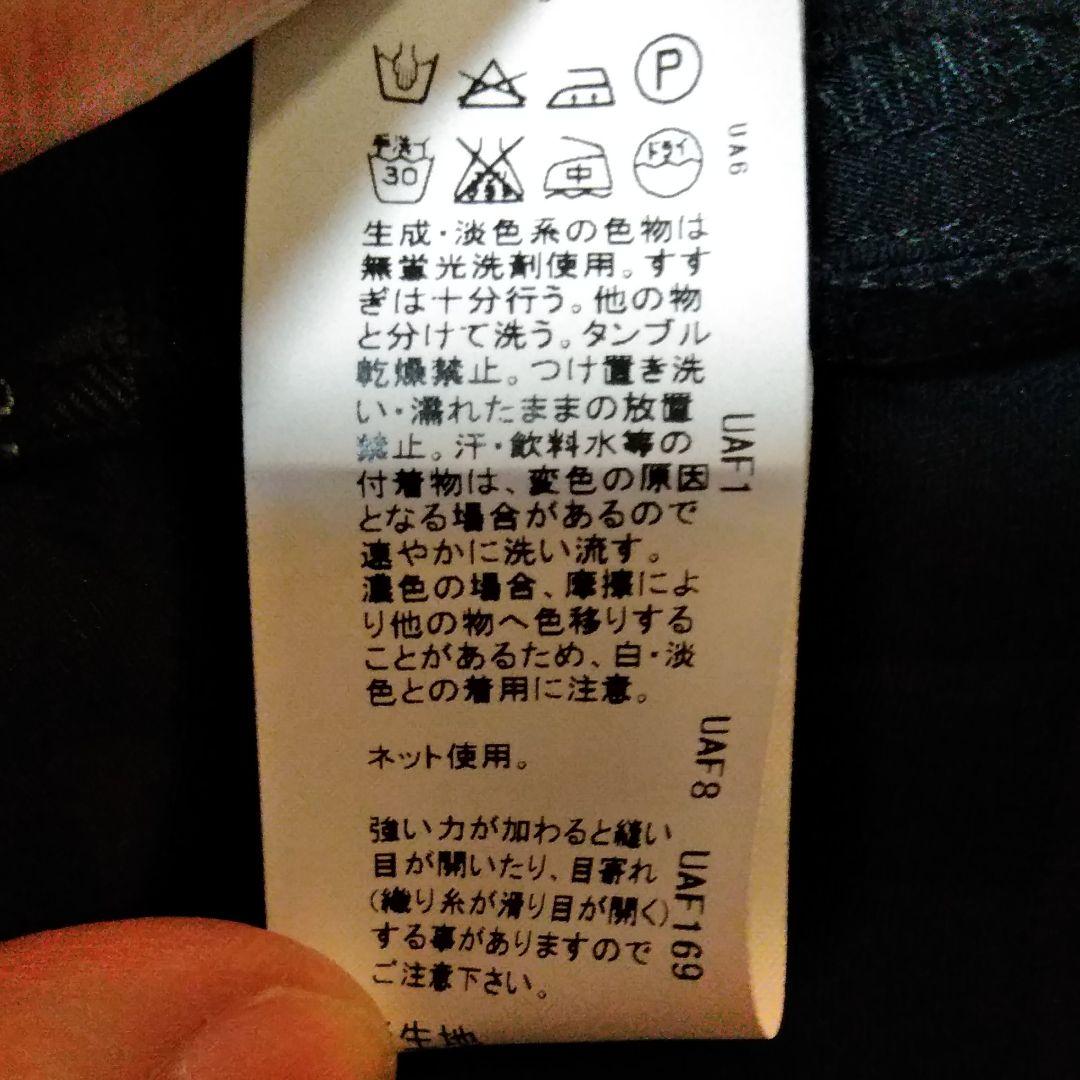 P
手洗イ
30
中
ドライ
生成・淡色系の色物は
無蛍光洗剤使用。すす
ぎは十分行う。他の物
と分けて洗う。タンブル
乾燥禁止。つけ置き洗
い・濡れたままの放置
禁止。汗・飲料水等の
付着物は、変色の原因
となる場合があるので
速やかに洗い流す。
濃色の場合、摩擦によ
り他の物へ色移りする
ことがあるため、白・淡
色との着用に注意。
ネット使用。
強い力が加わると縫い
目が開いたり、目寄れ
(織り糸が滑り目が開く)
する事がありますので
ご注意下さい。
生地
UA6
UAF1
UAF8
UAF169